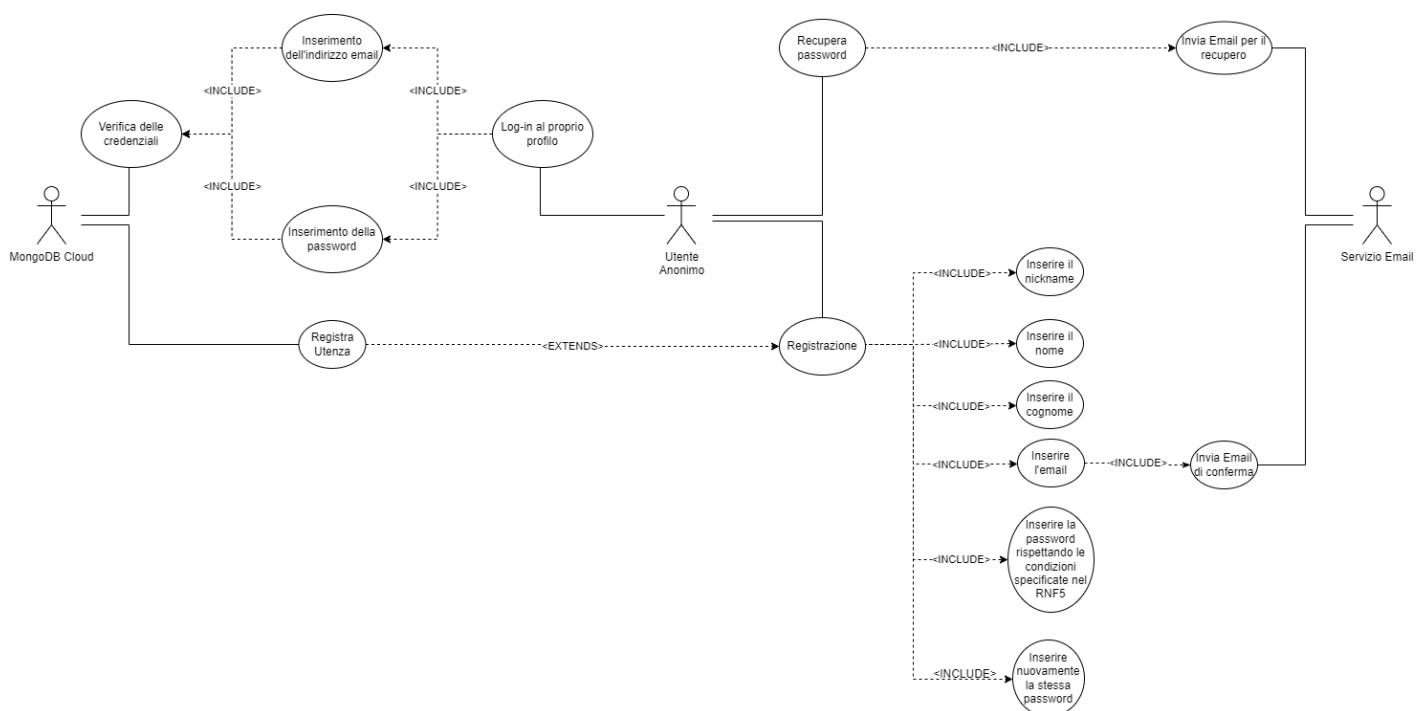 Inserimento
dell'indirizzo email
Recupera
password
<INCLUDE>
Invia Email per il
recupero
<INCLUDE>
<INCLUDE>
Verifica delle
credenziali
Log-in al proprio
profilo
<INCLUDE>
<INCLUDE>
Inserimento della
password
MongoDB Cloud
Utente
Anonimo
Servizio Email
<INCLUDE>
Inserire il
nickname
Registra
Utenza
<EXTENDS>
Registrazione
<INCLUDE>
Inserire il
nome
<INCLUDE>
Inserire il
cognome
<INCLUDE>
Inserire
l'email
<INCLUDE>
Invia Email
di conferma
<INCLUDE>
Inserire la
password
rispettando le
condizioni
specificate nel
RNF5
<INCLUDE>
Inserire
nuovamente
la stessa
password